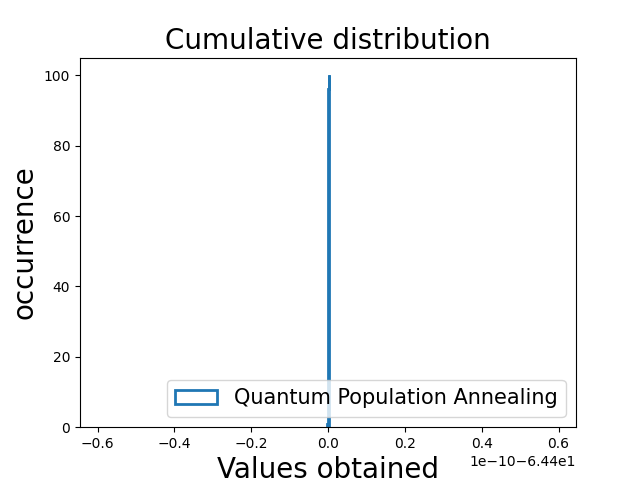 Cumulative distribution
occurrence
100
80
60
40
20
0
Quantum Population Annealing
−0.6 −0.4 −0.2 0.0 0.2 0.4 0.6
1e−10−6.44e1
Values obtained